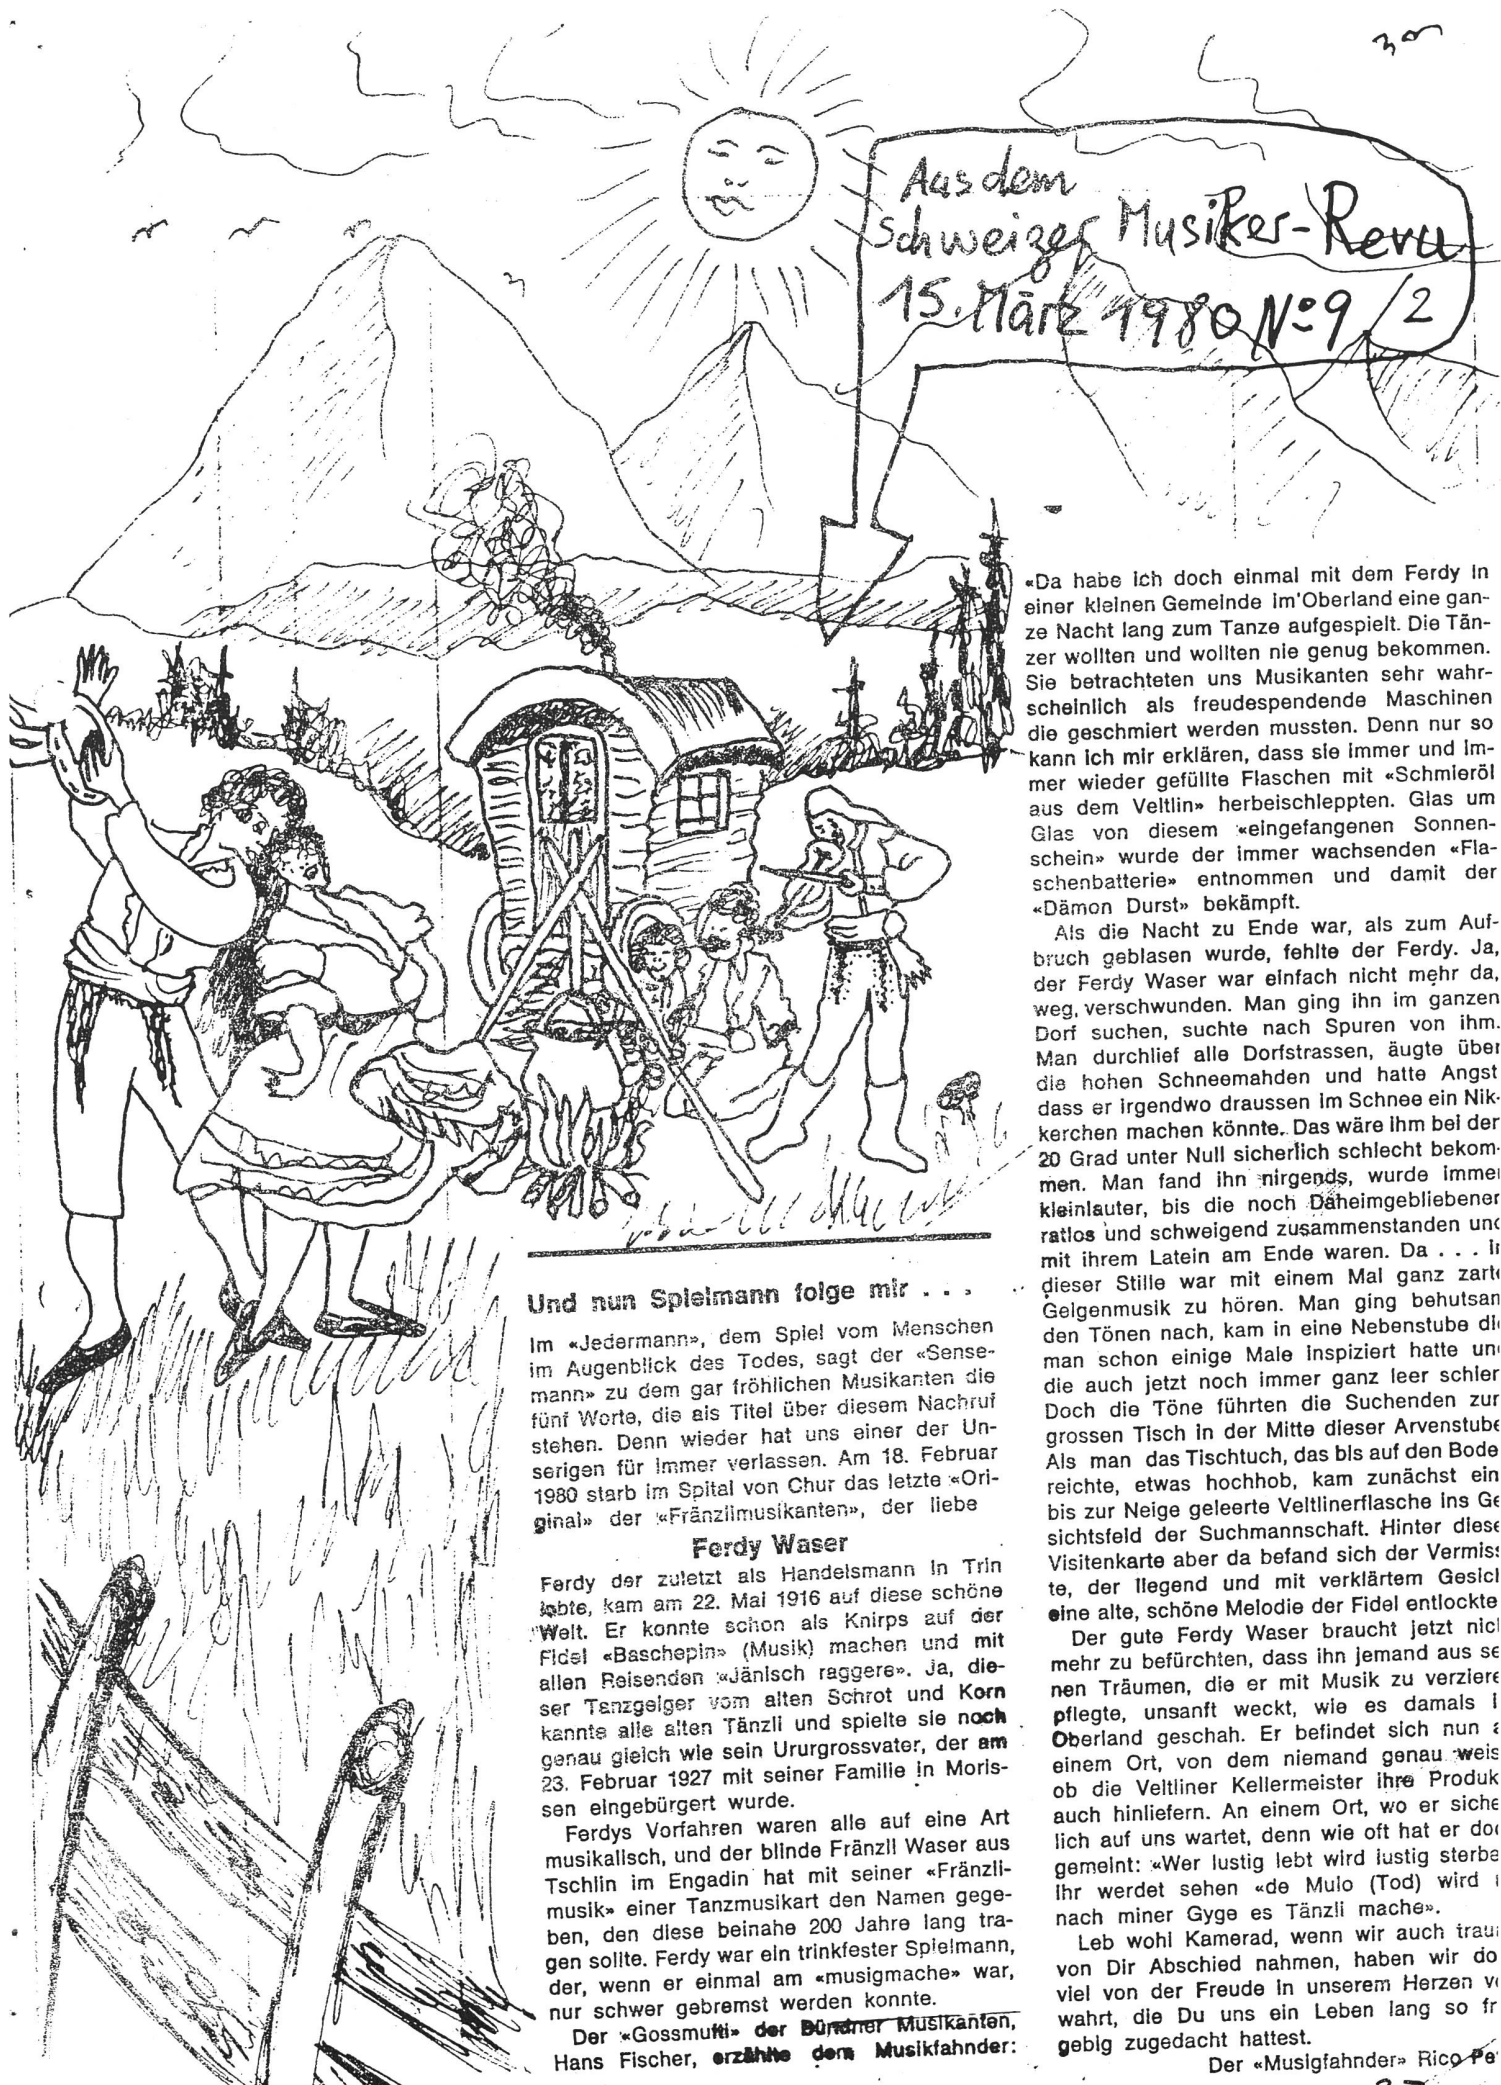 Aus dem
Schweizer Musiker-Revu
15. März 1980 No 9/2
Und nun Spielmann folge mir . . .
Im «Jedermann», dem Spiel vom Menschen
im Augenblick des Todes, sagt der «Sense-
mann» zu dem gar fröhlichen Musikanten die
fünf Worte, die als Titel über diesem Nachruf
stehen. Denn wieder hat uns einer der Un-
serigen für immer verlassen. Am 18. Februar
1980 starb im Spital von Chur das letzte «Ori-
ginal» der «Fränzlimusikanten», der liebe
Ferdy Waser
Ferdy der zuletzt als Handelsmann in Trin
lebte, kam am 22. Mai 1916 auf diese schöne
Welt. Er konnte schon als Knirps auf der
Fidel «Baschepin» (Musik) machen und mit
allen Reisenden «Jänisch raggere». Ja, die-
ser Tanzgeiger vom alten Schrot und Korn
kannte alle alten Tänzli und spielte sie noch
genau gleich wie sein Ururgrossvater, der am
23. Februar 1927 mit seiner Familie in Moris-
sen eingebürgert wurde.
Ferdys Vorfahren waren alle auf eine Art
musikalisch, und der blinde Fränzli Waser aus
Tschlin im Engadin hat mit seiner «Fränzli-
musik» einer Tanzmusikart den Namen gege-
ben, den diese beinahe 200 Jahre lang tra-
gen sollte. Ferdy war ein trinkfester Spielmann,
der, wenn er einmal am «musigmache» war,
nur schwer gebremst werden konnte.
Der «Gossmufti» der Bündner Musikanten,
Hans Fischer, erzählte dem Musikfahnder:
«Da habe ich doch einmal mit dem Ferdy in
einer kleinen Gemeinde im Oberland eine gan-
ze Nacht lang zum Tanze aufgespielt. Die Tän-
zer wollten und wollten nie genug bekommen.
Sie betrachteten uns Musikanten sehr wahr-
scheinlich als freudespendende Maschinen
die geschmiert werden mussten. Denn nur so
kann ich mir erklären, dass sie immer und im-
mer wieder gefüllte Flaschen mit «Schmieröl
aus dem Veltlin» herbeischleppten. Glas um
Glas von diesem «eingefangenen Sonnen-
schein» wurde der immer wachsenden «Fla-
schenbatterie» entnommen und damit der
«Dämon Durst» bekämpft.
Als die Nacht zu Ende war, als zum Auf-
bruch geblasen wurde, fehlte der Ferdy. Ja,
der Ferdy Waser war einfach nicht mehr da,
weg, verschwunden. Man ging ihn im ganzen
Dorf suchen, suchte nach Spuren von ihm.
Man durchlief alle Dorfstrassen, äugte über
die hohen Schneemahden und hatte Angst
dass er irgendwo draussen im Schnee ein Nik-
kerchen machen könnte. Das wäre ihm bei der
20 Grad unter Null sicherlich schlecht bekom-
men. Man fand ihn nirgends, wurde immer
kleinlauter, bis die noch Daheimgebliebener
ratlos und schweigend zusammenstanden und
mit ihrem Latein am Ende waren. Da . . . in
dieser Stille war mit einem Mal ganz zarte
Geigenmusik zu hören. Man ging behutsam
den Tönen nach, kam in eine Nebenstube die
man schon einige Male inspiziert hatte und
die auch jetzt noch immer ganz leer schien
Doch die Töne führten die Suchenden zum
grossen Tisch in der Mitte dieser Arvenstube
Als man das Tischtuch, das bis auf den Bode
reichte, etwas hochhob, kam zunächst ein
bis zur Neige geleerte Veltlinerflasche ins Ge
sichtsfeld der Suchmannschaft. Hinter diese
Visitenkarte aber da befand sich der Vermiss
te, der liegend und mit verklärtem Gesich
eine alte, schöne Melodie der Fidel entlockte
Der gute Ferdy Waser braucht jetzt nich
mehr zu befürchten, dass ihn jemand aus se
nen Träumen, die er mit Musik zu verziere
pflegte, unsanft weckt, wie es damals i
Oberland geschah. Er befindet sich nun a
einem Ort, von dem niemand genau weis
ob die Veltliner Kellermeister ihre Produk
auch hinliefern. An einem Ort, wo er siche
lich auf uns wartet, denn wie oft hat er doc
gemeint: «Wer lustig lebt wird lustig sterbe
Ihr werdet sehen «de Mulo (Tod) wird
nach miner Gyge es Tänzli mache».
Leb wohl Kamerad, wenn wir auch trau
von Dir Abschied nahmen, haben wir do
viel von der Freude in unserem Herzen ve
wahrt, die Du uns ein Leben lang so fr
gebig zugedacht hattest.
Der «Musigfahnder» Rico Pe